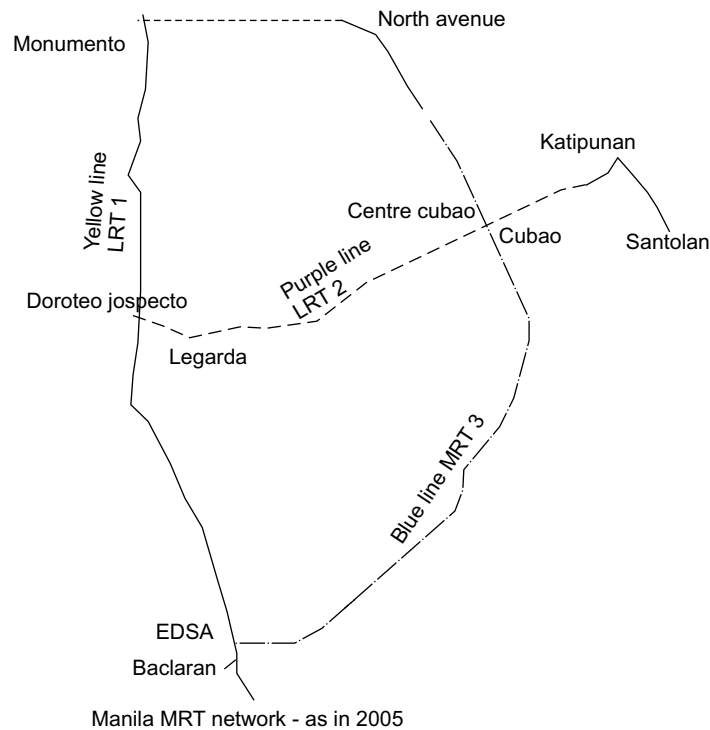 North avenue
Monumento
Katipunan
Yellow line
LRT 1
Centre cubao
Cubao
Santolan
Purple line
LRT 2
Doroteo jospecto
Legarda
Blue line MRT 3
EDSA
Baclaran
Manila MRT network - as in 2005